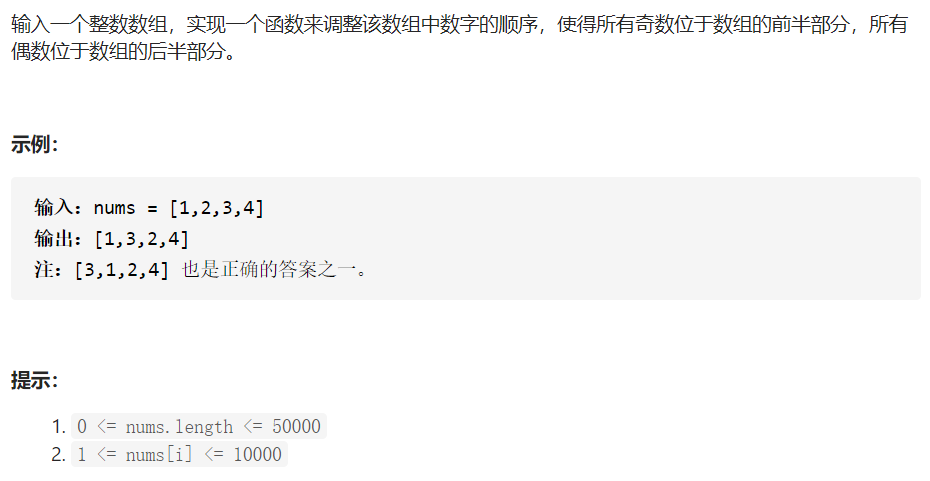 输入一个整数数组，实现一个函数来调整该数组中数字的顺序，使得所有奇数位于数组的前半部分，所有
偶数位于数组的后半部分。
示例：
输入：nums = [1,2,3,4]
输出：[1,3,2,4]
注：[3,1,2,4] 也是正确的答案之一。
提示：
1. 0 <= nums.length <= 50000
2. 1 <= nums[i] <= 10000